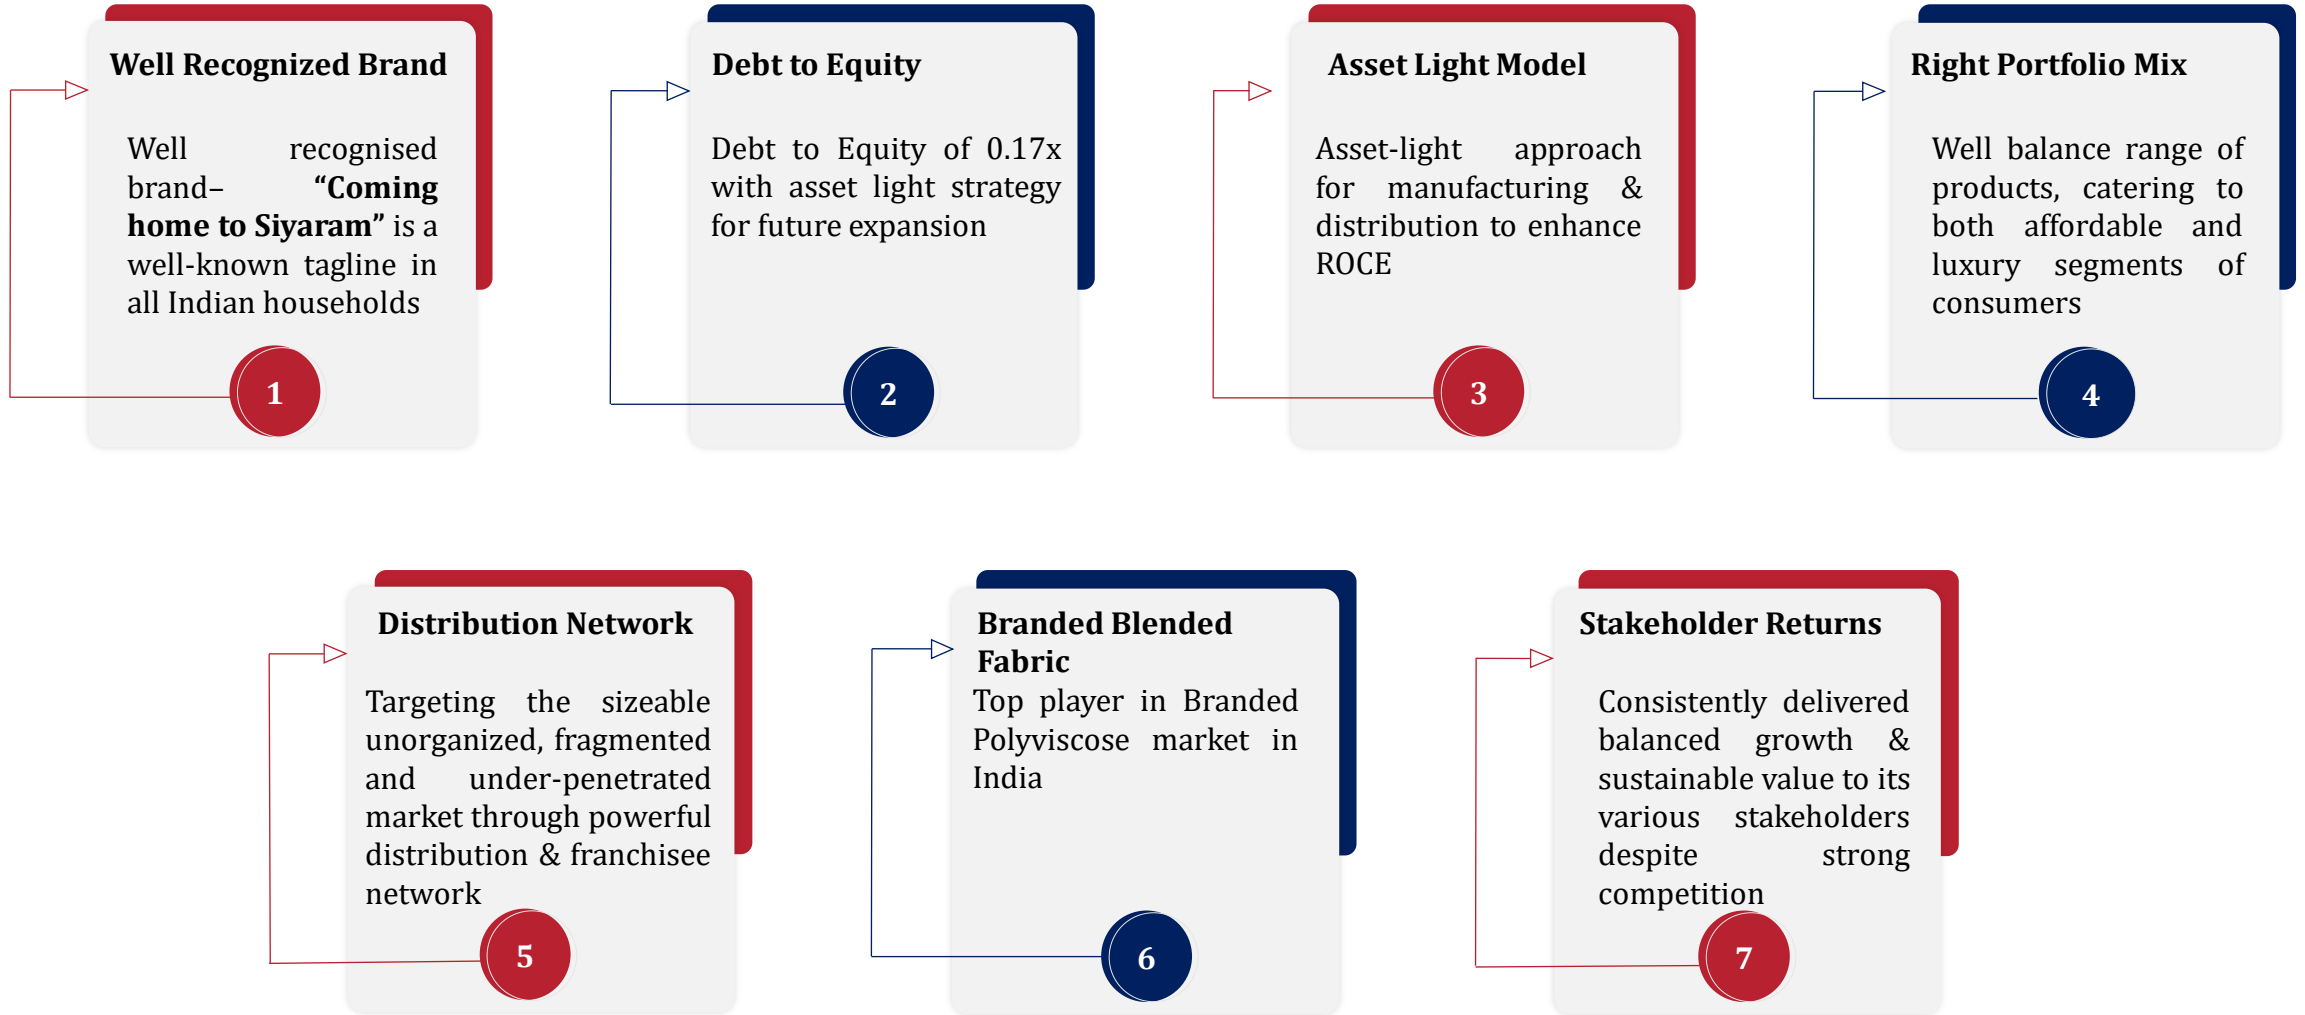 Well Recognized Brand
Well recognised
brand– “Coming
home to Siyaram” is a
well-known tagline in
all Indian households
1
Debt to Equity
Debt to Equity of 0.17x
with asset light strategy
for future expansion
2
Asset Light Model
Asset-light approach
for manufacturing &
distribution to enhance
ROCE
3
Right Portfolio Mix
Well balance range of
products, catering to
both affordable and
luxury segments of
consumers
4
Distribution Network
Targeting the sizeable
unorganized, fragmented
and under-penetrated
market through powerful
distribution & franchisee
network
5
Branded Blended
Fabric
Top player in Branded
Polyviscose market in
India
6
Stakeholder Returns
Consistently delivered
balanced growth &
sustainable value to its
various stakeholders
despite strong
competition
7